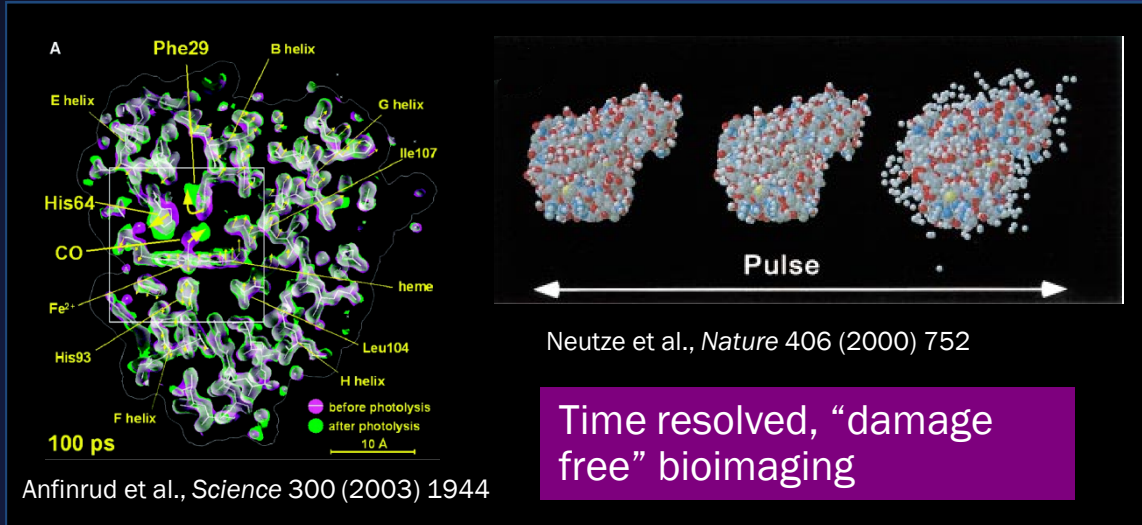 A
Phe29
B helix
E helix
G helix
Ile107
His64
CO
heme
Fe²⁺
His93
Leu104
H helix
F helix
before photolysis
after photolysis
100 ps
10 Å
Anfinrud et al., Science 300 (2003) 1944
Pulse
Neutze et al., Nature 406 (2000) 752
Time resolved, “damage
free” bioimaging